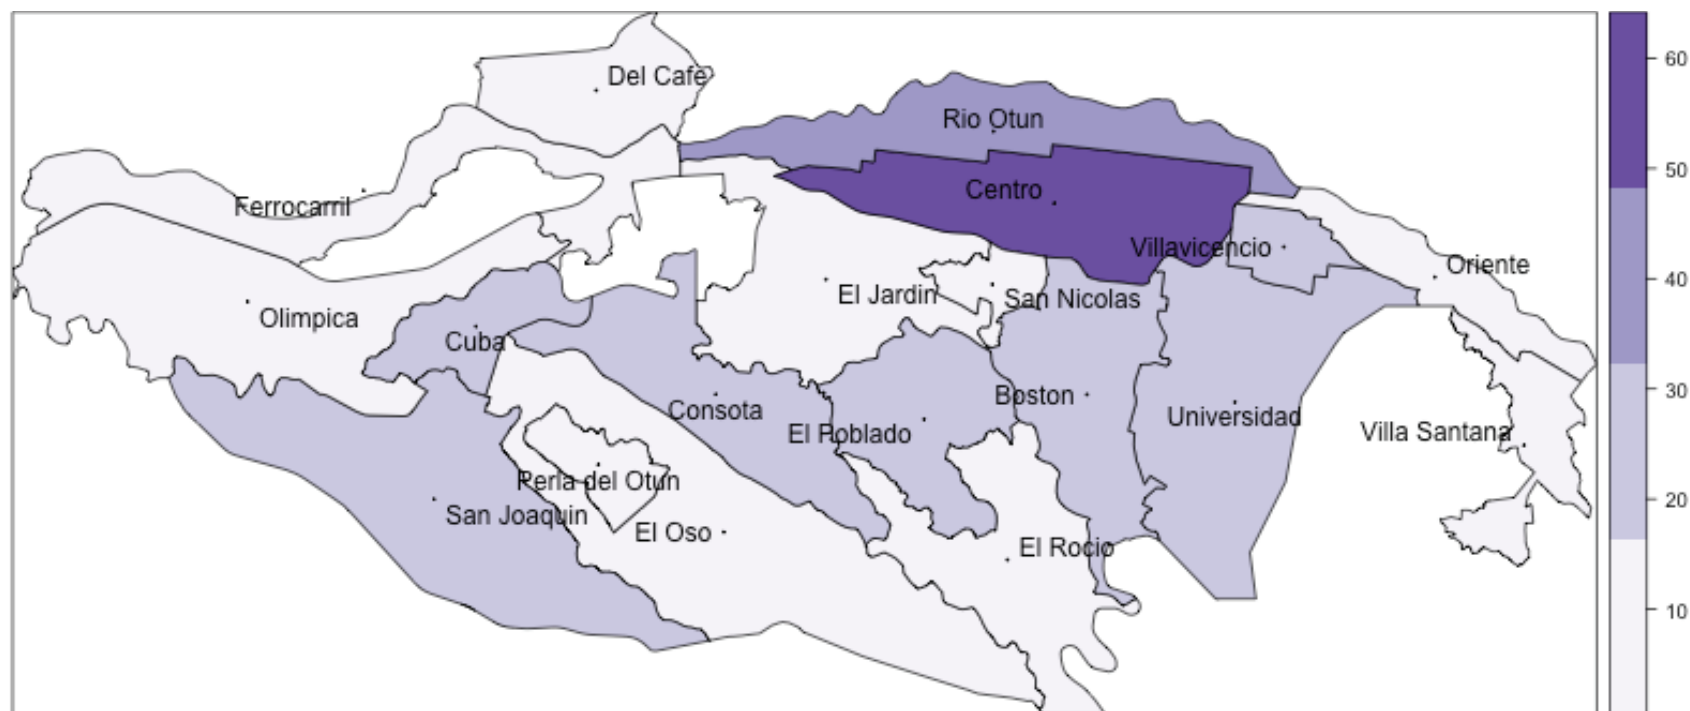 Del Cafe
Rio Otun
Centro
Ferrocarril
Villavicencio
Oriente
El Jardin
San Nicolas
Olimpica
Cuba
Boston
Consota
Universidad
El Poblado
Villa Santana
Perla del Otun
San Joaquin
El Oso
El Rocio
60
50
40
30
20
10